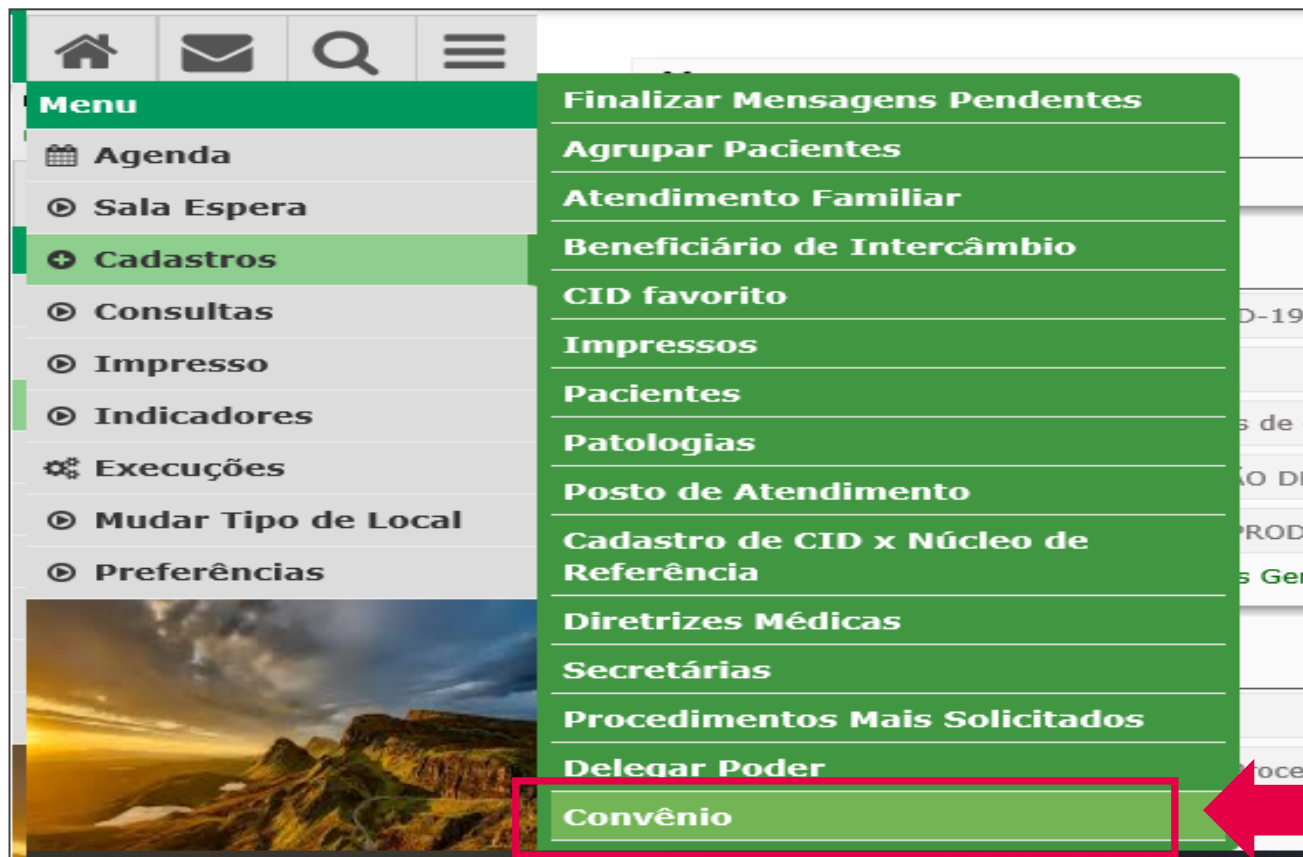 Menu
Agenda
Sala Espera
Cadastros
Consultas
Impresso
Indicadores
Execuções
Mudar Tipo de Local
Preferências
Finalizar Mensagens Pendentes
Agrupar Pacientes
Atendimento Familiar
Beneficiário de Intercâmbio
CID favorito
Impressos
Pacientes
Patologias
Posto de Atendimento
Cadastro de CID x Núcleo de
Referência
Diretrizes Médicas
Secretárias
Procedimentos Mais Solicitados
Delegar Poder
Convênio
D-19
s de